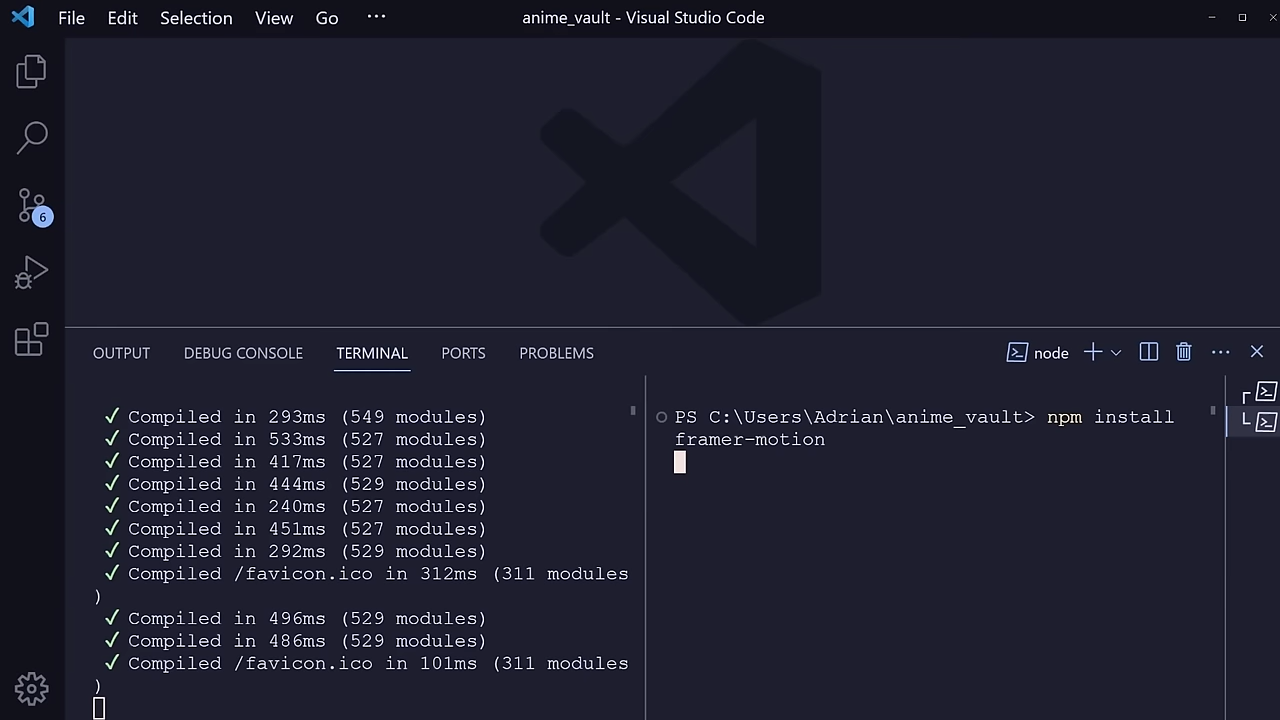 File Edit Selection View Go ···
anime_vault - Visual Studio Code
6
OUTPUT DEBUG CONSOLE TERMINAL PORTS PROBLEMS
node
✓ Compiled in 293ms (549 modules)
✓ Compiled in 533ms (527 modules)
✓ Compiled in 417ms (527 modules)
✓ Compiled in 444ms (529 modules)
✓ Compiled in 240ms (527 modules)
✓ Compiled in 451ms (527 modules)
✓ Compiled in 292ms (529 modules)
✓ Compiled /favicon.ico in 312ms (311 modules
)
✓ Compiled in 496ms (529 modules)
✓ Compiled in 486ms (529 modules)
✓ Compiled /favicon.ico in 101ms (311 modules
)
PS C:\Users\Adrian\anime_vault> npm install
framer-motion